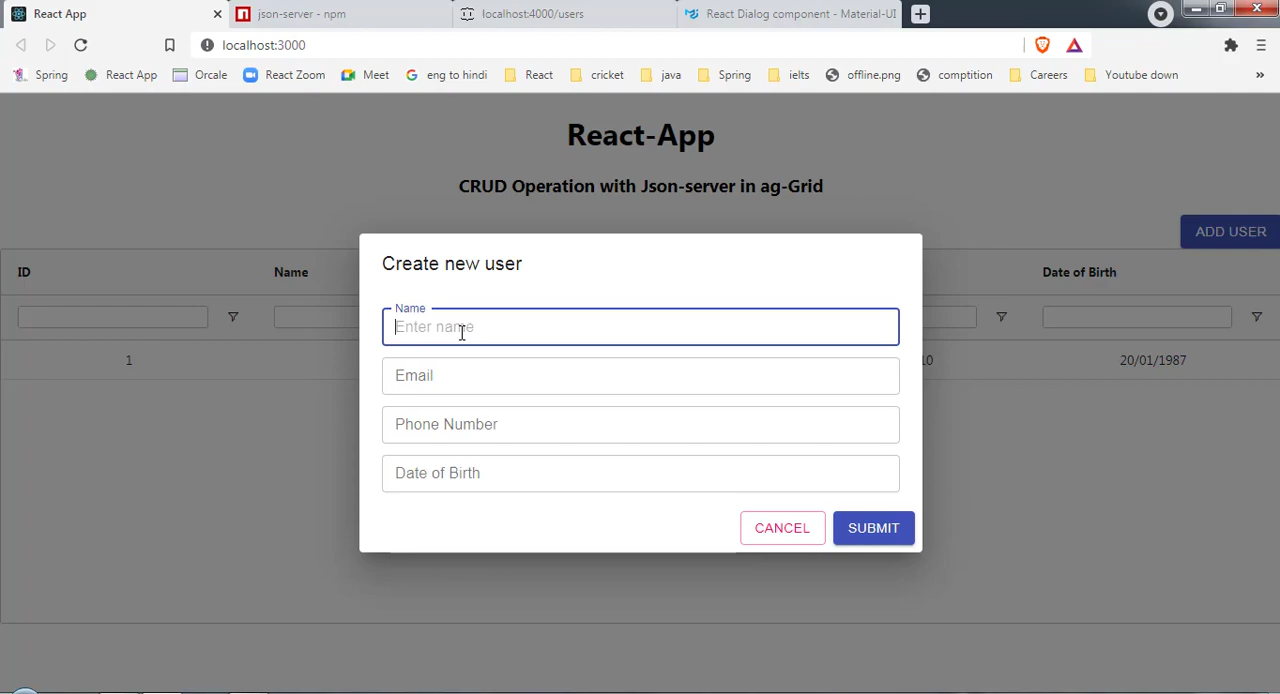 React App
json-server - npm
localhost:4000/users
React Dialog component - Material-UI
localhost:3000
Spring
React App
Orcale
React Zoom
Meet
eng to hindi
React
cricket
java
Spring
ielts
offline.png
comptition
Careers
Youtube down
React-App
CRUD Operation with Json-server in ag-Grid
ADD USER
ID
Name
Date of Birth
1
10
20/01/1987
Create new user
Name
Enter name
Email
Phone Number
Date of Birth
CANCEL
SUBMIT